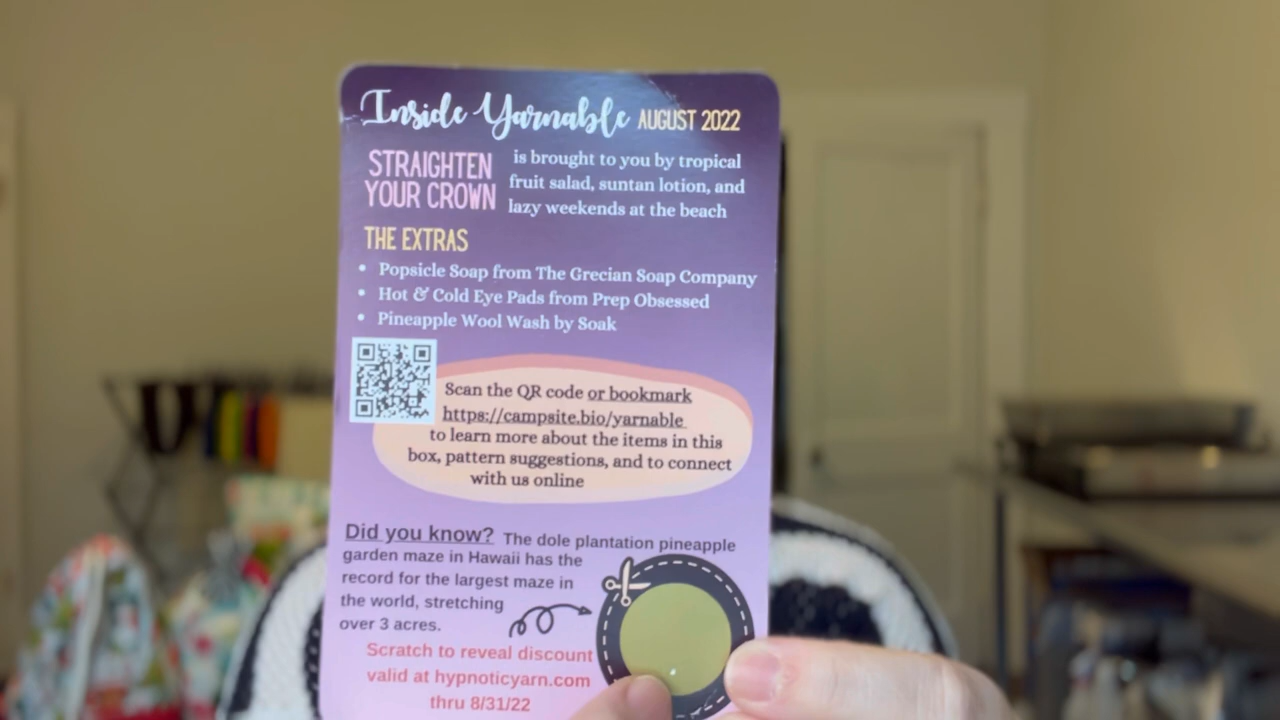 Inside Yarnable AUGUST 2022
STRAIGHTEN YOUR CROWN
is brought to you by tropical
fruit salad, suntan lotion, and
lazy weekends at the beach
THE EXTRAS
• Popsicle Soap from The Grecian Soap Company
• Hot & Cold Eye Pads from Prep Obsessed
• Pineapple Wool Wash by Soak
Scan the QR code or bookmark
https://campsite.bio/yarnable
to learn more about the items in this
box, pattern suggestions, and to connect
with us online
Did you know? The dole plantation pineapple
garden maze in Hawaii has the
record for the largest maze in
the world, stretching
over 3 acres.
Scratch to reveal discount
valid at hypnoticyarn.com
thru 8/31/22